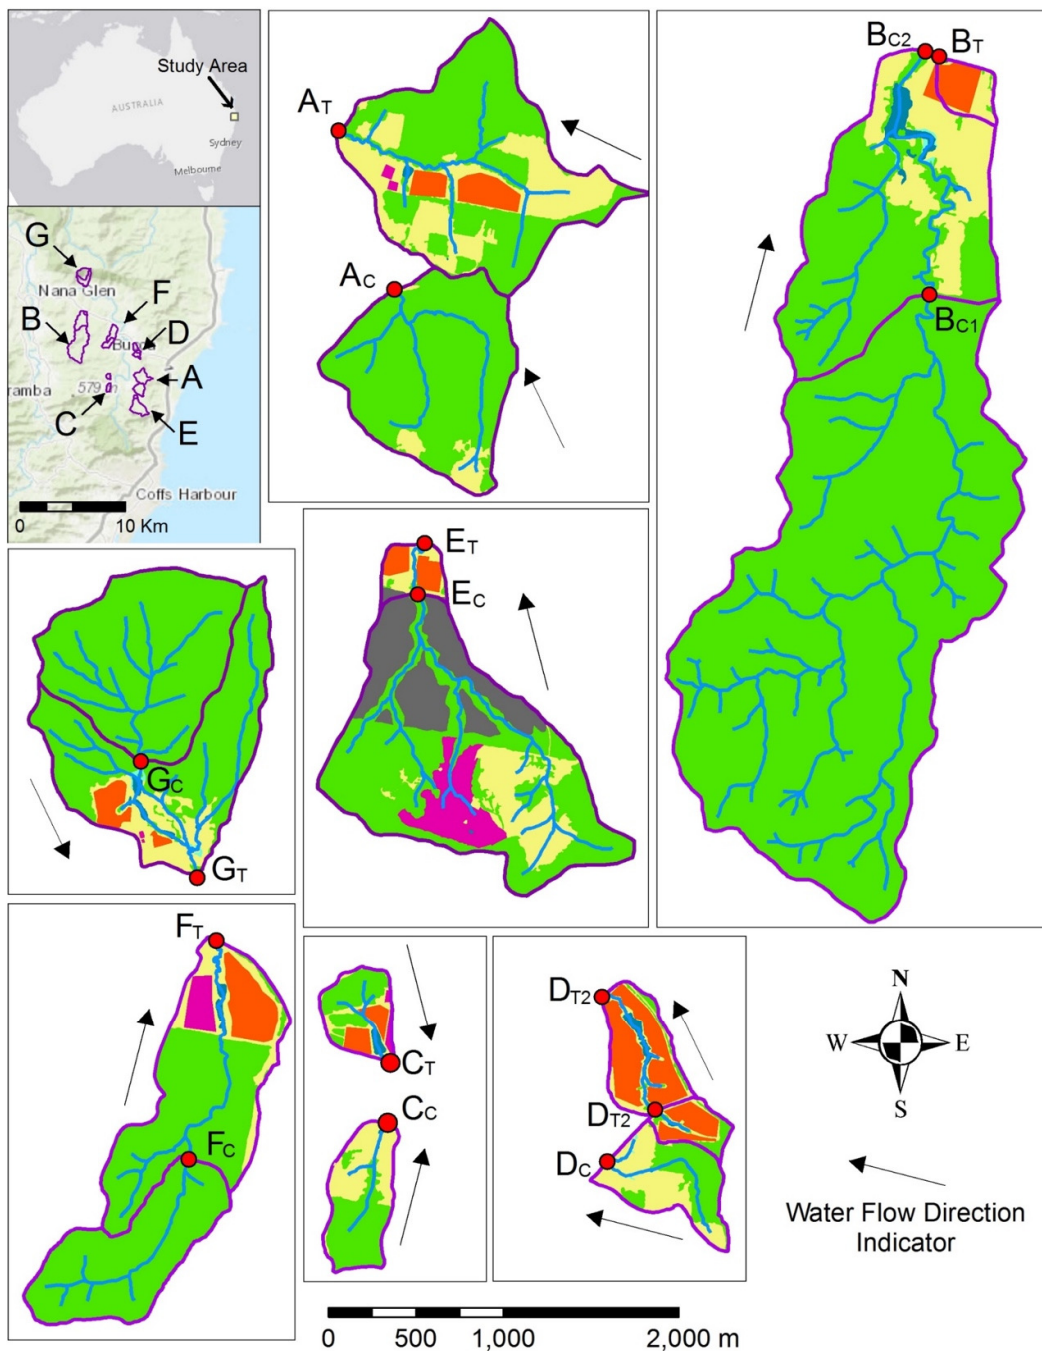 Study Area
AUSTRALIA
Sydney
Melbourne
G
Nana Glen
F
B
D
A
ramba
579 m
C
E
Coffs Harbour
0 10 Km
AT
AC
BC2
BT
BC1
ET
EC
GC
GT
FT
FC
CT
CC
DT2
DT2
DC
N
W E
S
Water Flow Direction
Indicator
0 500 1,000 2,000 m